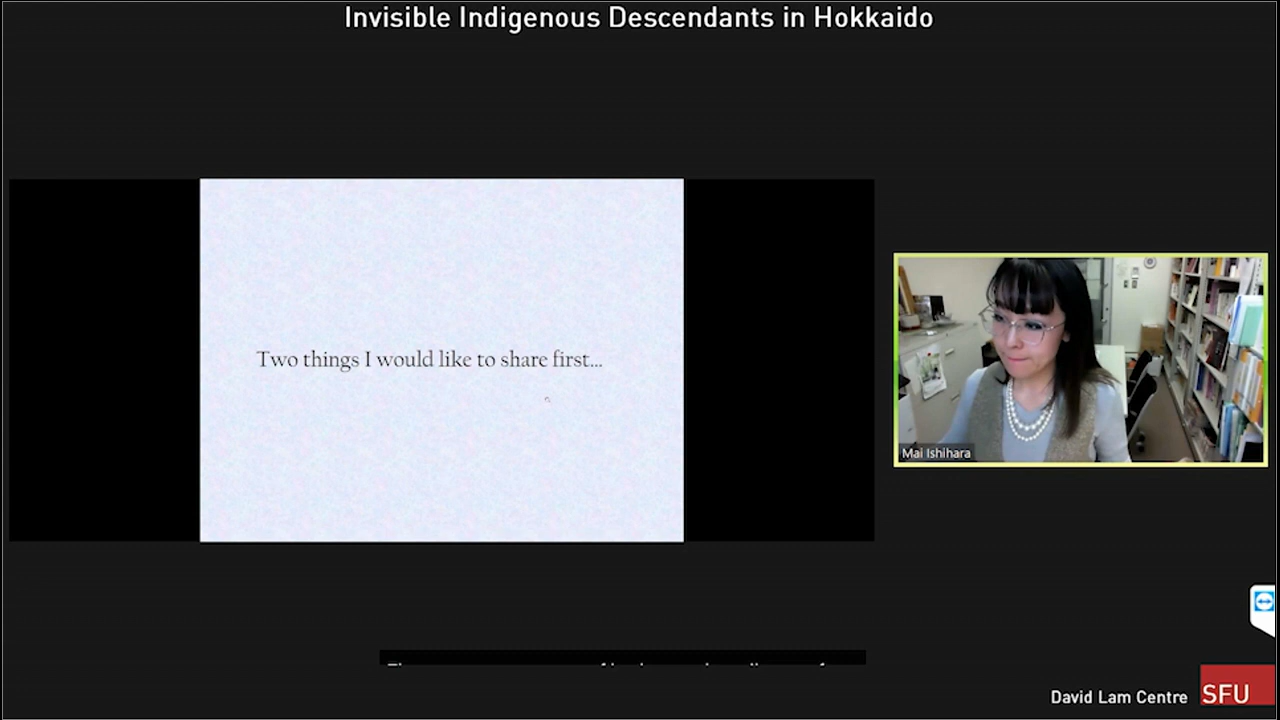 Invisible Indigenous Descendants in Hokkaido
Two things I would like to share first...
Mai Ishihara
David Lam Centre
SFU